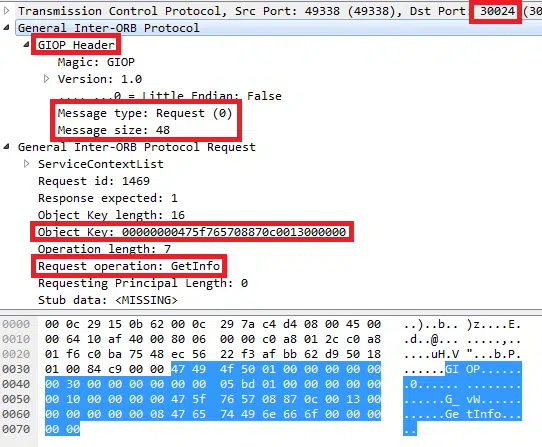 Transmission Control Protocol, Src Port: 49338 (49338), Dst Port: 30024 (30
General Inter-ORB Protocol
GIOP Header
Magic: GIOP
Version: 1.0
.... ...0 = Little Endian: False
Message type: Request (0)
Message size: 48
General Inter-ORB Protocol Request
ServiceContextList
Request id: 1469
Response expected: 1
Object Key length: 16
Object Key: 00000000475f765708870c0013000000
Operation length: 7
Request operation: GetInfo
Requesting Principal Length: 0
Stub data: <MISSING>
0000 00 0c 29 15 0b 62 00 0c 29 7a c4 d4 08 00 45 00 ..)..b.. )z....E.
0010 00 64 10 af 40 00 80 06 00 00 c0 a8 01 2c c0 a8 .d..@... .....,..
0020 01 f6 c0 ba 75 48 ec 56 22 f3 af bb 62 d9 50 18 ....uH.V "...b.P.
0030 01 00 84 c9 00 00 47 49 4f 50 01 00 00 00 00 00 ......GI OP......
0040 00 30 00 00 00 00 00 00 05 bd 01 00 00 00 00 00 .0...... ........
0050 00 10 00 00 00 00 47 5f 76 57 08 87 0c 00 13 00 ......G_ vW......
0060 00 00 00 00 00 08 47 65 74 49 6e 66 6f 00 00 00 ......Ge tInfo...
0070 00 00 ..